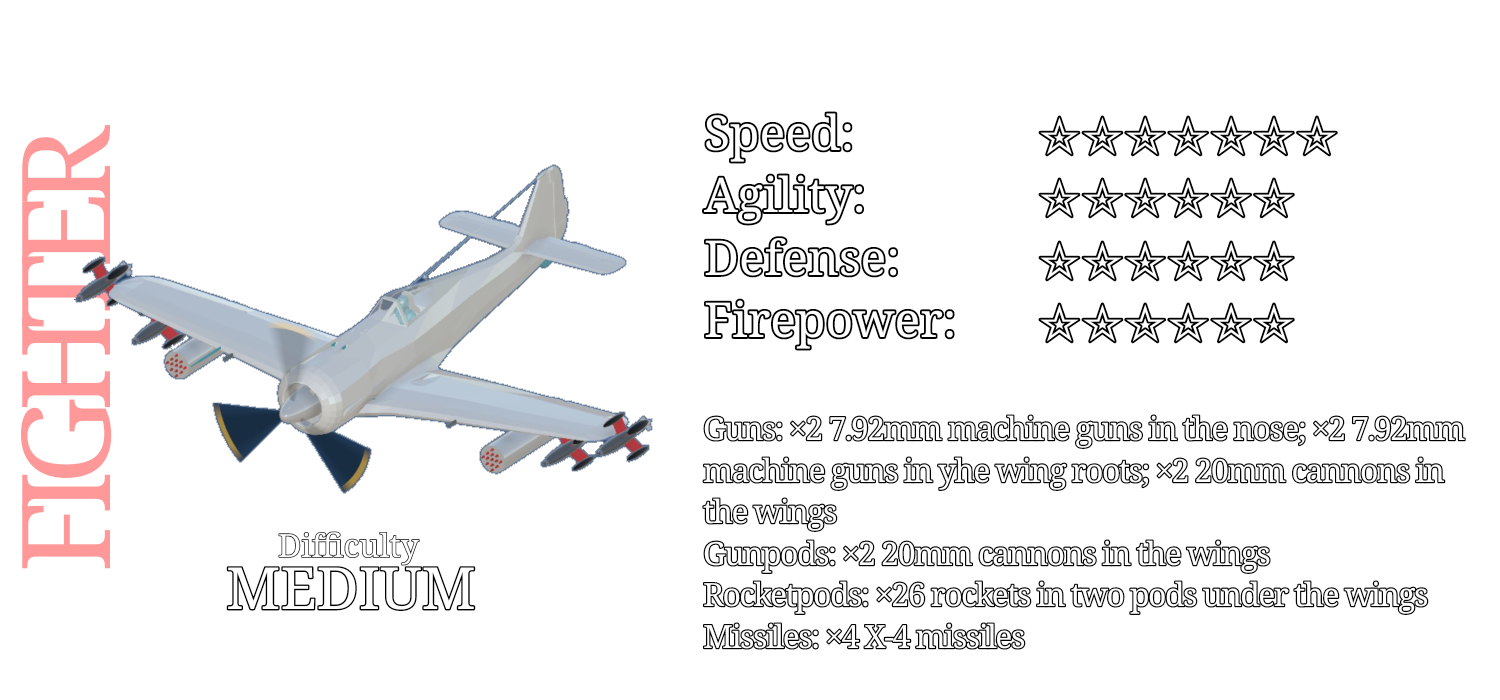 FIGHTER
Difficulty
MEDIUM
Speed: ☆☆☆☆☆☆☆
Agility: ☆☆☆☆☆☆
Defense: ☆☆☆☆☆☆
Firepower: ☆☆☆☆☆☆
Guns: ×2 7.92mm machine guns in the nose; ×2 7.92mm
machine guns in yhe wing roots; ×2 20mm cannons in
the wings
Gunpods: ×2 20mm cannons in the wings
Rocketpods: ×26 rockets in two pods under the wings
Missiles: ×4 X-4 missiles